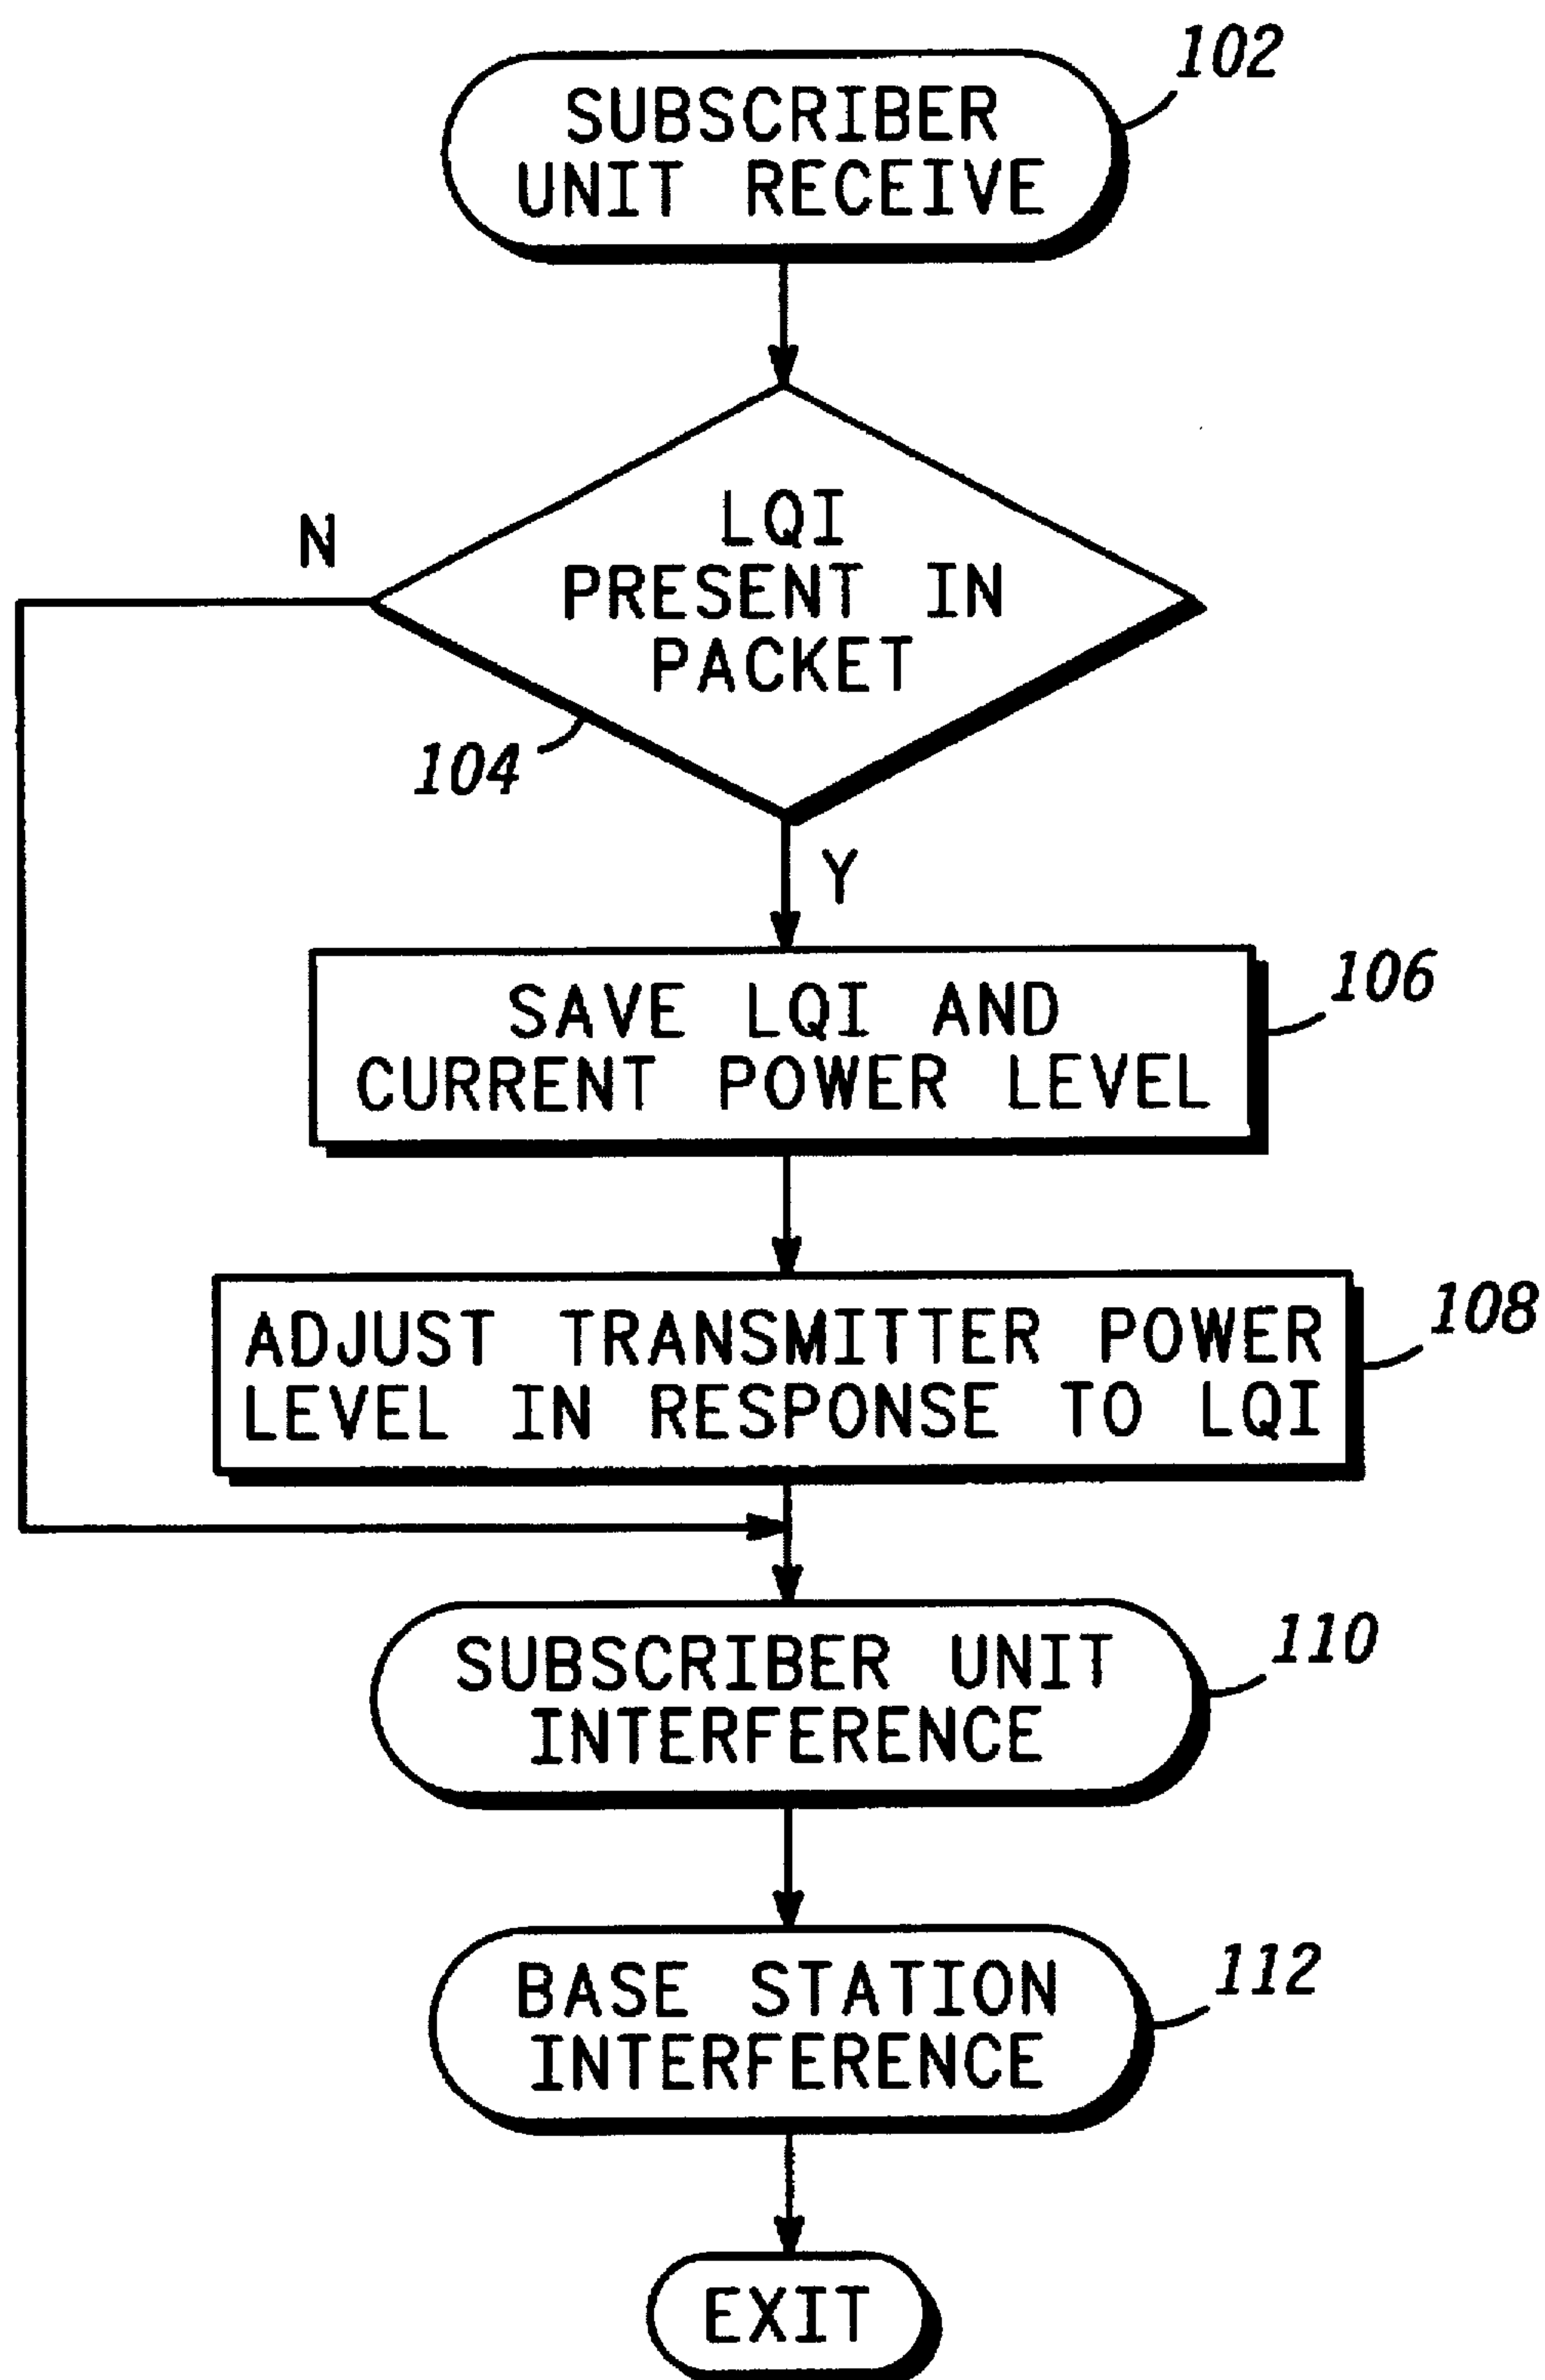 102
SUBSCRIBER
UNIT RECEIVE
LQI
PRESENT IN
PACKET
N
104
Y
SAVE LQI AND
CURRENT POWER LEVEL
106
ADJUST TRANSMITTER POWER
LEVEL IN RESPONSE TO LQI
108
SUBSCRIBER UNIT
INTERFERENCE
110
BASE STATION
INTERFERENCE
112
EXIT